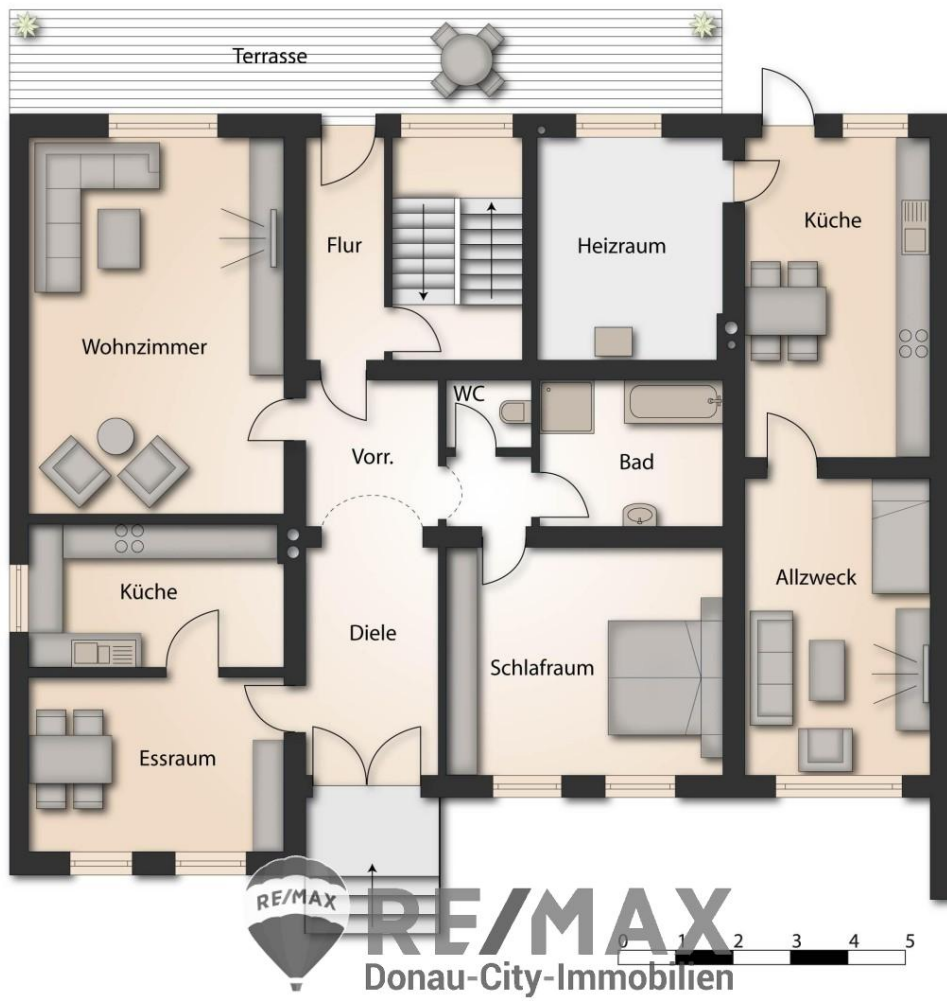 Terrasse
Flur
Heizraum
Küche
Wohnzimmer
WC
Vorr.
Bad
Küche
Diele
Schlafraum
Allzweck
Essraum
RE/MAX
RE/MAX
Donau-City-Immobilien
0 1 2 3 4 5